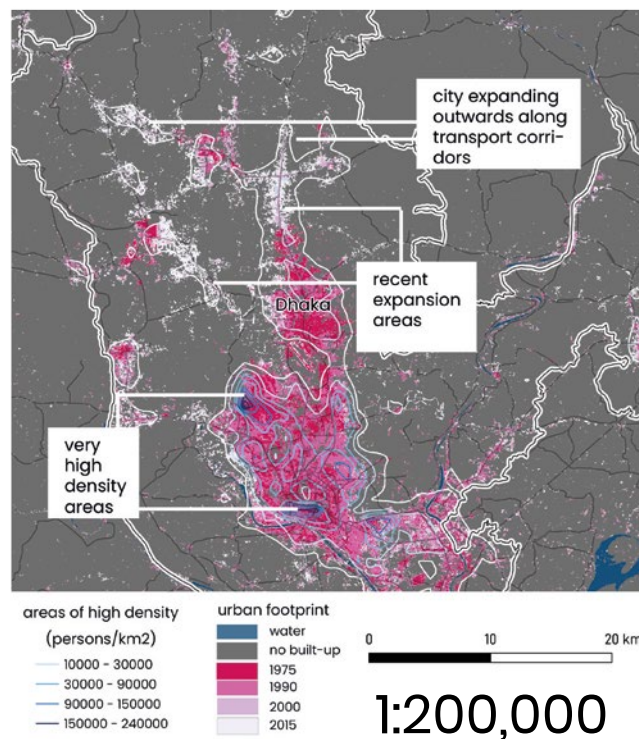 city expanding
outwards along
transport corri-
dors
recent
expansion
areas
Dhaka
very
high
density
areas
areas of high density
(persons/km2)
10000 - 30000
30000 - 90000
90000 - 150000
150000 - 240000
urban footprint
water
no built-up
1975
1990
2000
2015
0 10 20 km
1:200,000